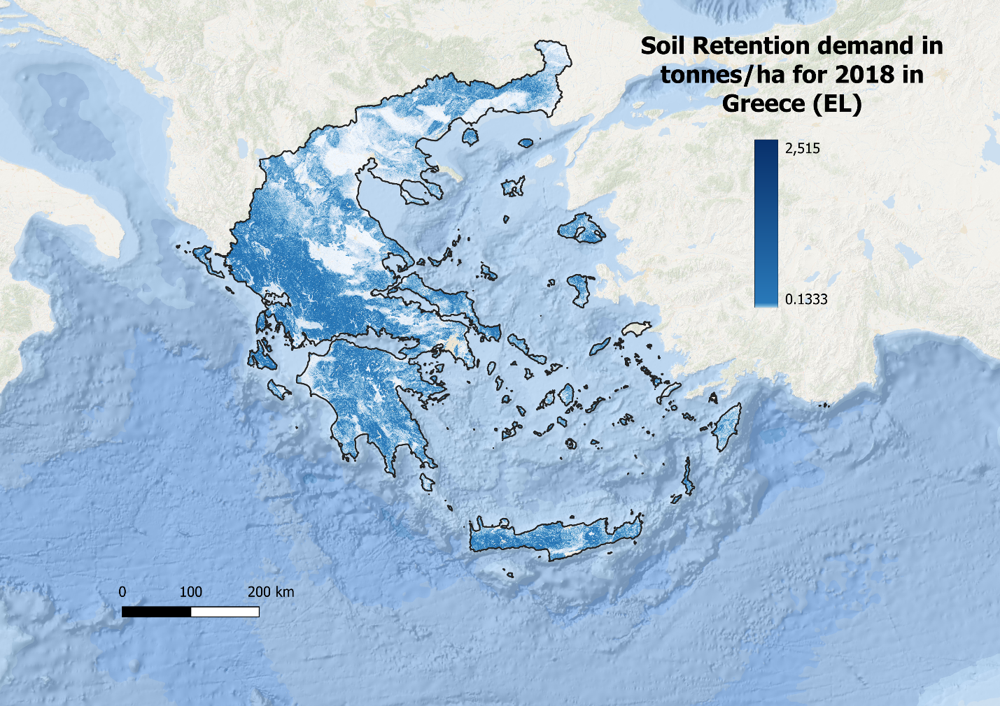 Soil Retention demand in
tonnes/ha for 2018 in
Greece (EL)
2,515
0.1333
0 100 200 km